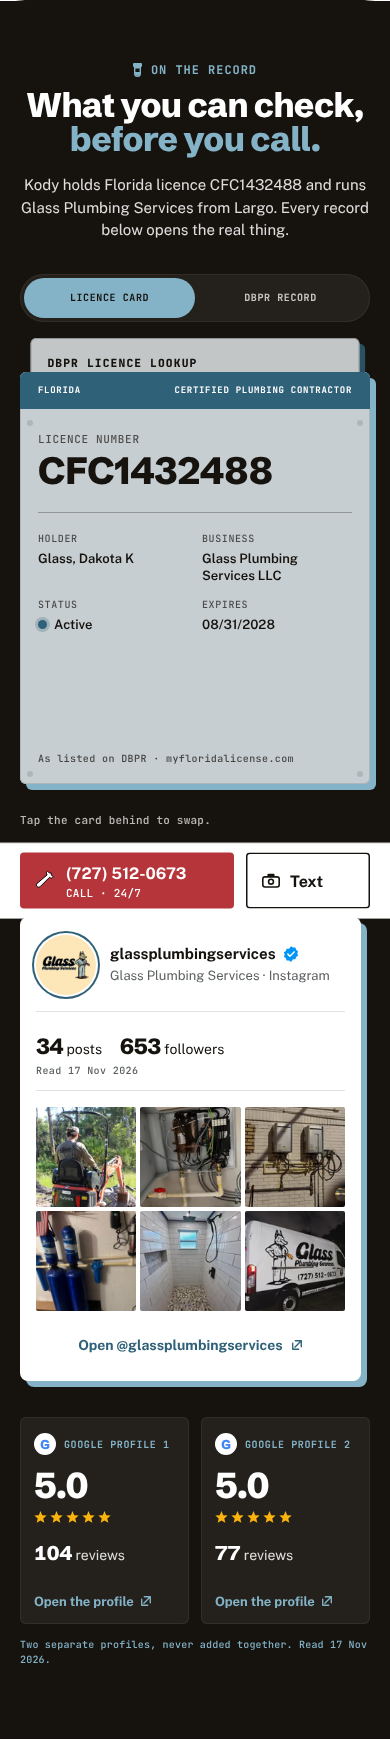 ON THE RECORD
What you can check,
before you call.
Kody holds Florida licence CFC1432488 and runs
Glass Plumbing Services from Largo. Every record
below opens the real thing.
LICENCE CARD
DBPR RECORD
DBPR LICENCE LOOKUP
FLORIDA
CERTIFIED PLUMBING CONTRACTOR
LICENCE NUMBER
CFC1432488
HOLDER
Glass, Dakota K
BUSINESS
Glass Plumbing
Services LLC
STATUS
Active
EXPIRES
08/31/2028
As listed on DBPR · myfloridalicense.com
Tap the card behind to swap.
(727) 512-0673
CALL · 24/7
Text
Glass
Plumbing Services
glassplumbingservices
Glass Plumbing Services · Instagram
34 posts 653 followers
Read 17 Nov 2026
Glass
(727) 512-0673
Open @glassplumbingservices
G GOOGLE PROFILE 1
5.0
104 reviews
Open the profile
G GOOGLE PROFILE 2
5.0
77 reviews
Open the profile
Two separate profiles, never added together. Read 17 Nov
2026.